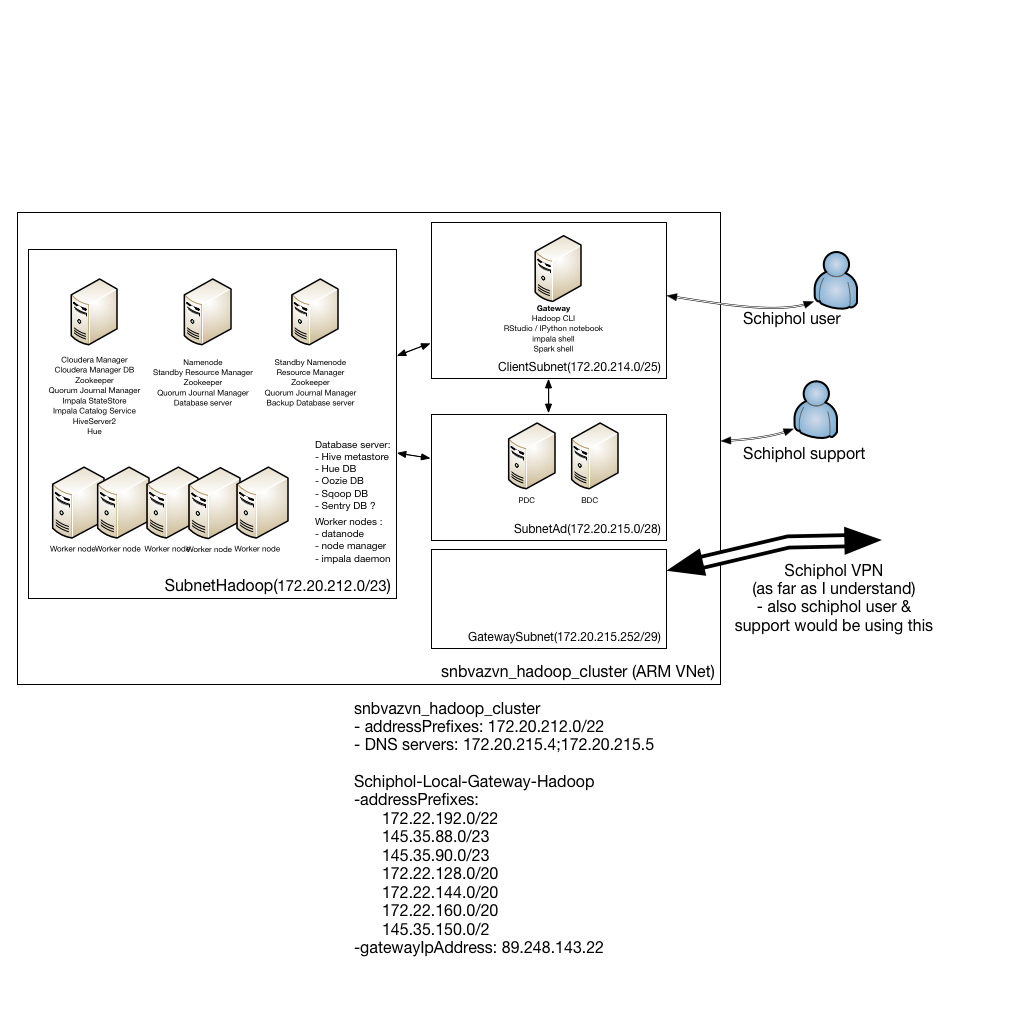 Gateway
Hadoop CLI
RStudio / IPython notebook
impala shell
Spark shell
ClientSubnet(172.20.214.0/25)
Schiphol user
Cloudera Manager
Cloudera Manager DB
Zookeeper
Quorum Journal Manager
Impala StateStore
Impala Catalog Service
HiveServer2
Hue
Namenode
Standby Resource Manager
Zookeeper
Quorum Journal Manager
Database server
Standby Namenode
Resource Manager
Zookeeper
Quorum Journal Manager
Backup Database server
Database server:
- Hive metastore
- Hue DB
- Oozie DB
- Sqoop DB
- Sentry DB ?
Worker nodes :
- datanode
- node manager
- impala daemon
Worker node
Worker node
Worker node
Worker node
Worker node
SubnetHadoop(172.20.212.0/23)
PDC
BDC
SubnetAd(172.20.215.0/28)
Schiphol support
GatewaySubnet(172.20.215.252/29)
Schiphol VPN
(as far as I understand)
- also schiphol user &
support would be using this
snbvazvn_hadoop_cluster (ARM VNet)
snbvazvn_hadoop_cluster
- addressPrefixes: 172.20.212.0/22
- DNS servers: 172.20.215.4;172.20.215.5
Schiphol-Local-Gateway-Hadoop
-addressPrefixes:
172.22.192.0/22
145.35.88.0/23
145.35.90.0/23
172.22.128.0/20
172.22.144.0/20
172.22.160.0/20
145.35.150.0/2
-gatewayIpAddress: 89.248.143.22